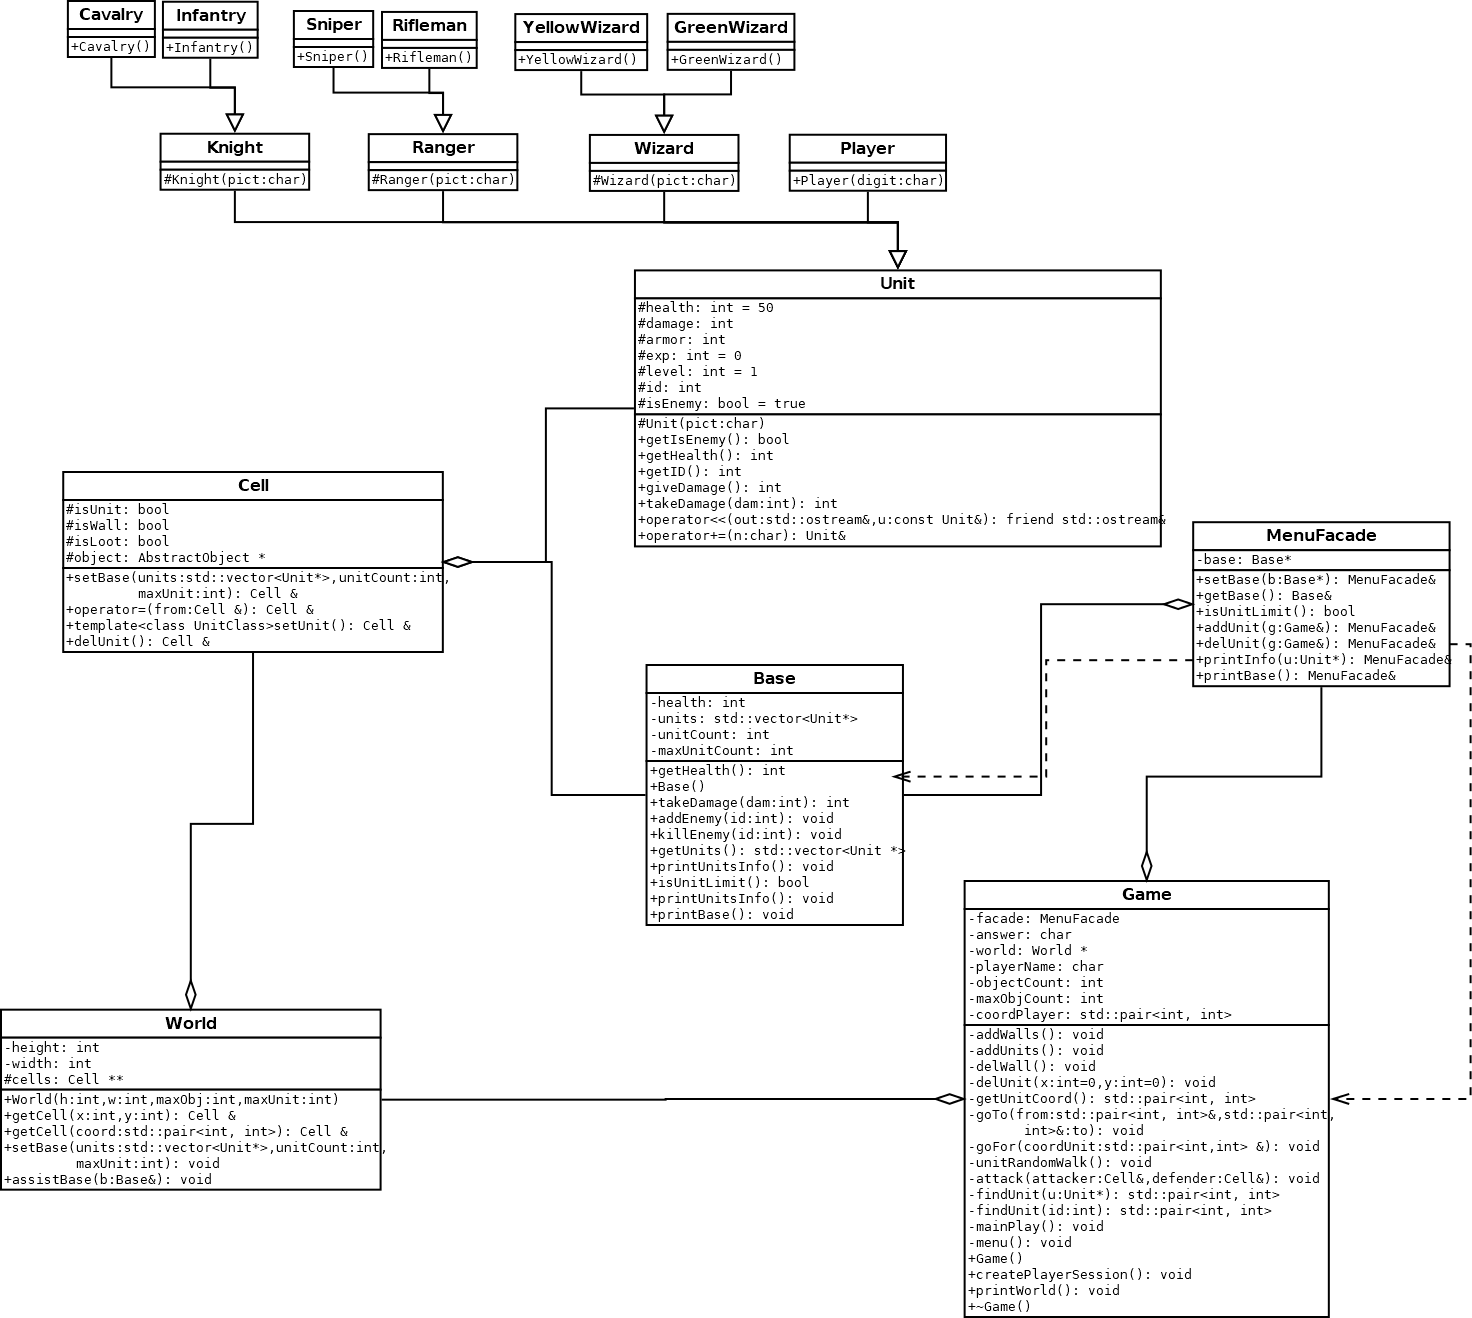 Cavalry
+Cavalry()
Infantry
+Infantry()
Sniper
+Sniper()
Rifleman
+Rifleman()
YellowWizard
+YellowWizard()
GreenWizard
+GreenWizard()
Knight
#Knight(pict:char)
Ranger
#Ranger(pict:char)
Wizard
#Wizard(pict:char)
Player
+Player(digit:char)
Unit
#health: int = 50
#damage: int
#armor: int
#exp: int = 0
#level: int = 1
#id: int
#isEnemy: bool = true
#Unit(pict:char)
+getIsEnemy(): bool
+getHealth(): int
+getID(): int
+giveDamage(): int
+takeDamage(dam:int): int
+operator<<(out:std::ostream&,u:const Unit&): friend std::ostream&
+operator+=(n:char): Unit&
Cell
#isUnit: bool
#isWall: bool
#isLoot: bool
#object: AbstractObject *
+setBase(units:std::vector<Unit*>,unitCount:int,
maxUnit:int): Cell &
+operator=(from:Cell &): Cell &
+template<class UnitClass>setUnit(): Cell &
+delUnit(): Cell &
MenuFacade
-base: Base*
+setBase(b:Base*): MenuFacade&
+getBase(): Base&
+isUnitLimit(): bool
+addUnit(g:Game&): MenuFacade&
+delUnit(g:Game&): MenuFacade&
+printInfo(u:Unit*): MenuFacade&
+printBase(): MenuFacade&
Base
-health: int
-units: std::vector<Unit*>
-unitCount: int
-maxUnitCount: int
+getHealth(): int
+Base()
+takeDamage(dam:int): int
+addEnemy(id:int): void
+killEnemy(id:int): void
+getUnits(): std::vector<Unit *>
+printUnitsInfo(): void
+isUnitLimit(): bool
+printUnitsInfo(): void
+printBase(): void
Game
-facade: MenuFacade
-answer: char
-world: World *
-playerName: char
-objectCount: int
-maxObjCount: int
-coordPlayer: std::pair<int, int>
-addWalls(): void
-addUnits(): void
-delWall(): void
-delUnit(x:int=0,y:int=0): void
-getUnitCoord(): std::pair<int, int>
-goTo(from:std::pair<int, int>&,std::pair<int,
int>&:to): void
-goFor(coordUnit:std::pair<int,int> &): void
-unitRandomWalk(): void
-attack(attacker:Cell&,defender:Cell&): void
-findUnit(u:Unit*): std::pair<int, int>
-findUnit(id:int): std::pair<int, int>
-mainPlay(): void
-menu(): void
+Game()
+createPlayerSession(): void
+printWorld(): void
+~Game()
World
-height: int
-width: int
#cells: Cell **
+World(h:int,w:int,maxObj:int,maxUnit:int)
+getCell(x:int,y:int): Cell &
+getCell(coord:std::pair<int, int>): Cell &
+setBase(units:std::vector<Unit*>,unitCount:int,
maxUnit:int): void
+assistBase(b:Base&): void